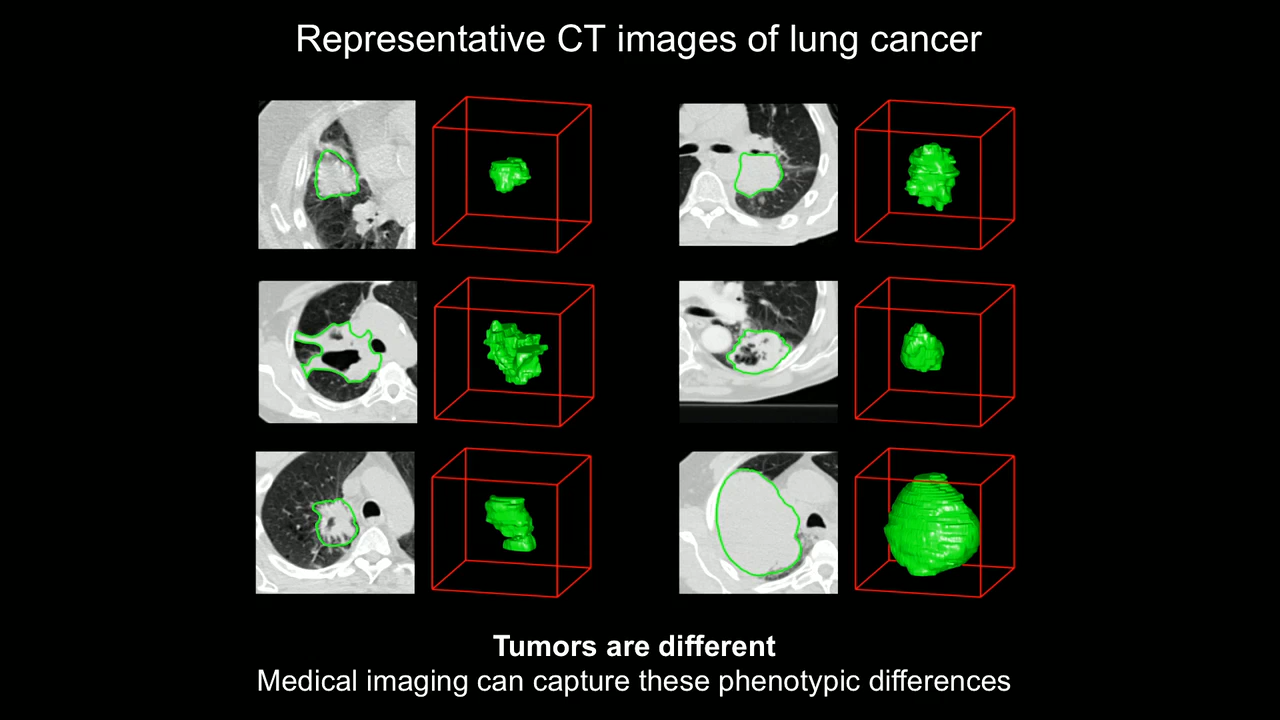 Representative CT images of lung cancer
Tumors are different
Medical imaging can capture these phenotypic differences